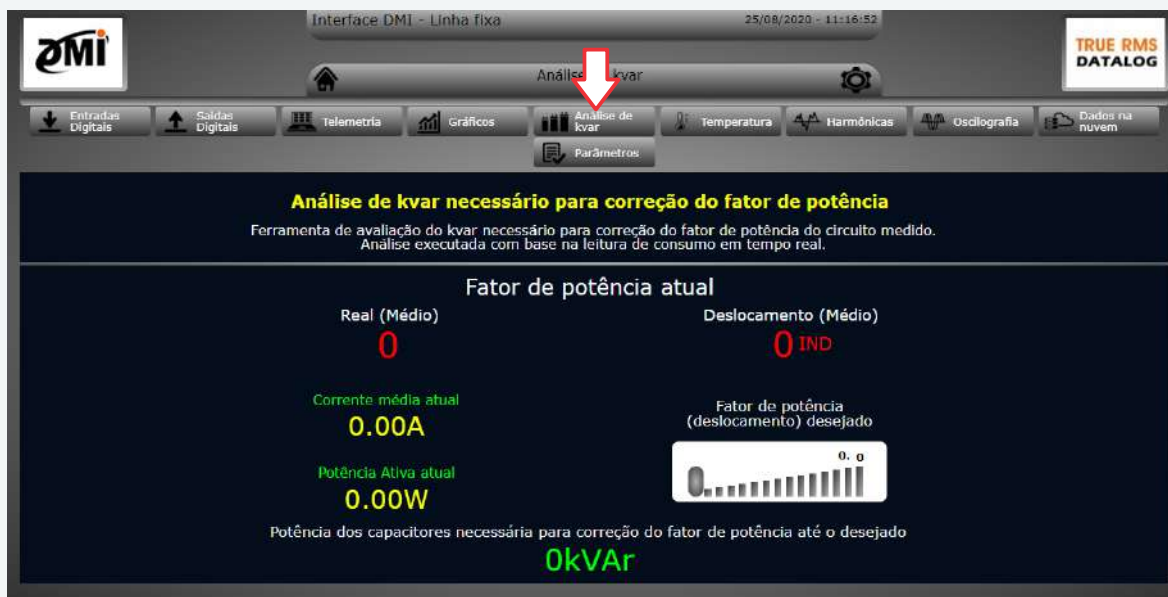 Interface DMI - Linha fixa
25/08/2020 - 11:16:52
DMI
TRUE RMS
DATALOG
Análise kvar
Entradas
Digitais
Saídas
Digitais
Telemetria
Gráficos
Análise de
kvar
Temperatura
Harmônicas
Oscilografia
Dados na
nuvem
Parâmetros
Análise de kvar necessário para correção do fator de potência
Ferramenta de avaliação do kvar necessário para correção do fator de potência do circuito medido.
Análise executada com base na leitura de consumo em tempo real.
Fator de potência atual
Real (Médio)
Deslocamento (Médio)
0
0 IND
Corrente média atual
0.00A
Fator de potência
(deslocamento) desejado
0. 0
Potência Ativa atual
0.00W
Potência dos capacitores necessária para correção do fator de potência até o desejado
0kVAr